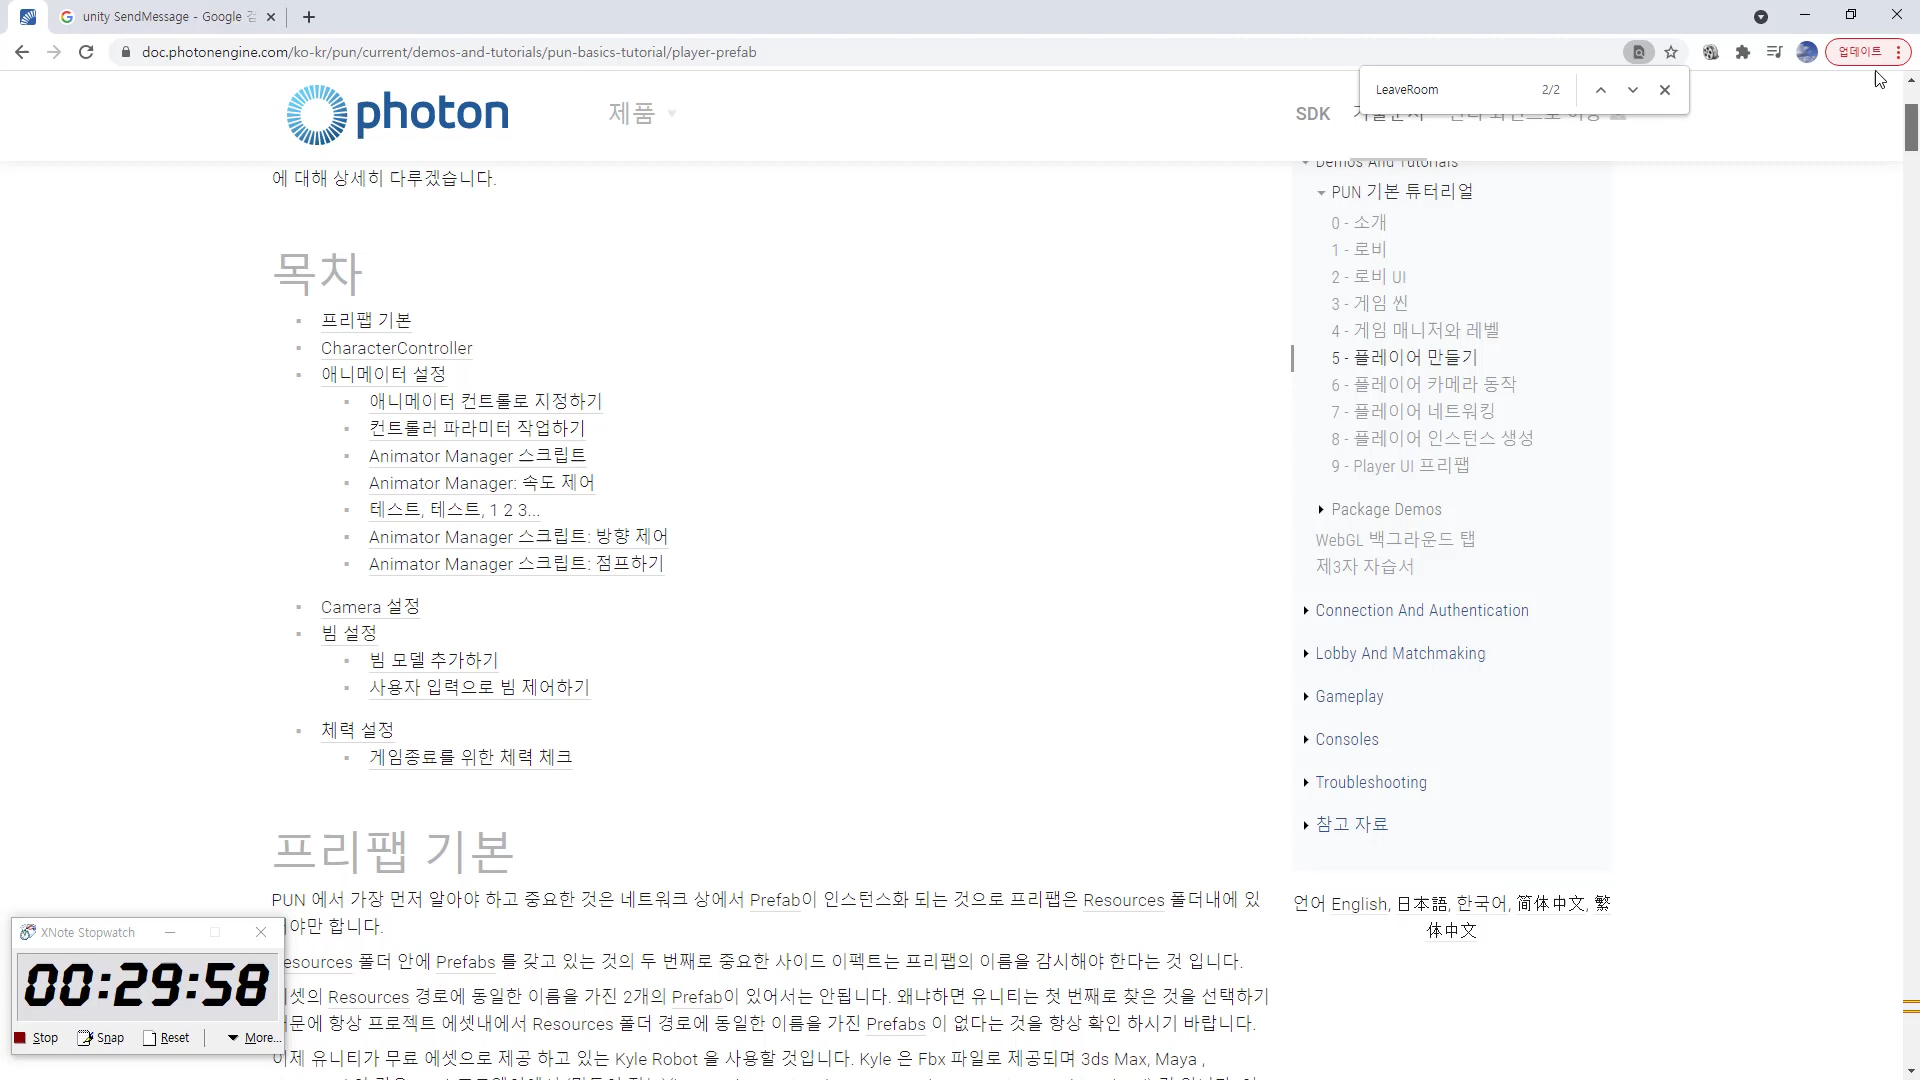 unity SendMessage - Google 검
doc.photonengine.com/ko-kr/pun/current/demos-and-tutorials/pun-basics-tutorial/player-prefab
업데이트
LeaveRoom 2/2
photon
제품
SDK
에 대해 상세히 다루겠습니다.
목차
프리팹 기본
CharacterController
애니메이터 설정
애니메이터 컨트롤로 지정하기
컨트롤러 파라미터 작업하기
Animator Manager 스크립트
Animator Manager: 속도 제어
테스트, 테스트, 1 2 3...
Animator Manager 스크립트: 방향 제어
Animator Manager 스크립트: 점프하기
Camera 설정
빔 설정
빔 모델 추가하기
사용자 입력으로 빔 제어하기
체력 설정
게임종료를 위한 체력 체크
프리팹 기본
PUN 에서 가장 먼저 알아야 하고 중요한 것은 네트워크 상에서 Prefab이 인스턴스화 되는 것으로 프리팹은 Resources 폴더내에 있
야만 합니다.
esources 폴더 안에 Prefabs 를 갖고 있는 것의 두 번째로 중요한 사이드 이펙트는 프리팹의 이름을 감시해야 한다는 것 입니다.
셋의 Resources 경로에 동일한 이름을 가진 2개의 Prefab이 있어서는 안됩니다. 왜냐하면 유니티는 첫 번째로 찾은 것을 선택하기
문에 항상 프로젝트 에셋내에서 Resources 폴더 경로에 동일한 이름을 가진 Prefabs 이 없다는 것을 항상 확인 하시기 바랍니다.
이제 유니티가 무료 에셋으로 제공 하고 있는 Kyle Robot 을 사용할 것입니다. Kyle 은 Fbx 파일로 제공되며 3ds Max, Maya ,
Demos And Tutorials
PUN 기본 튜터리얼
0 - 소개
1 - 로비
2 - 로비 UI
3 - 게임 씬
4 - 게임 매니저와 레벨
5 - 플레이어 만들기
6 - 플레이어 카메라 동작
7 - 플레이어 네트워킹
8 - 플레이어 인스턴스 생성
9 - Player UI 프리팹
Package Demos
WebGL 백그라운드 탭
제3자 자습서
Connection And Authentication
Lobby And Matchmaking
Gameplay
Consoles
Troubleshooting
참고 자료
언어 English, 日本語, 한국어, 简体中文, 繁
体中文
XNote Stopwatch
00:29:58
Stop Snap Reset More...